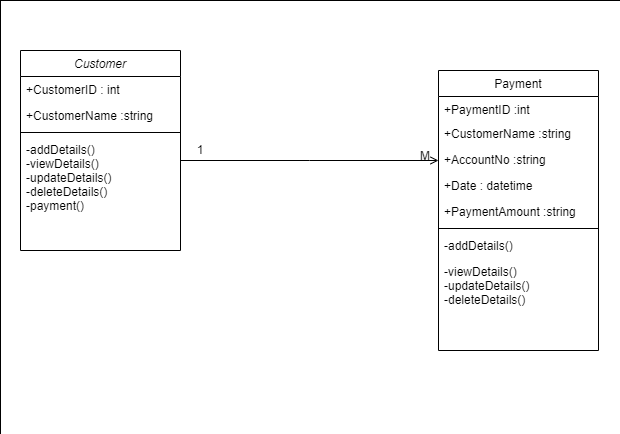 Customer
+CustomerID : int
+CustomerName :string
-addDetails()
-viewDetails()
-updateDetails()
-deleteDetails()
-payment()
1
M
Payment
+PaymentID :int
+CustomerName :string
+AccountNo :string
+Date : datetime
+PaymentAmount :string
-addDetails()
-viewDetails()
-updateDetails()
-deleteDetails()